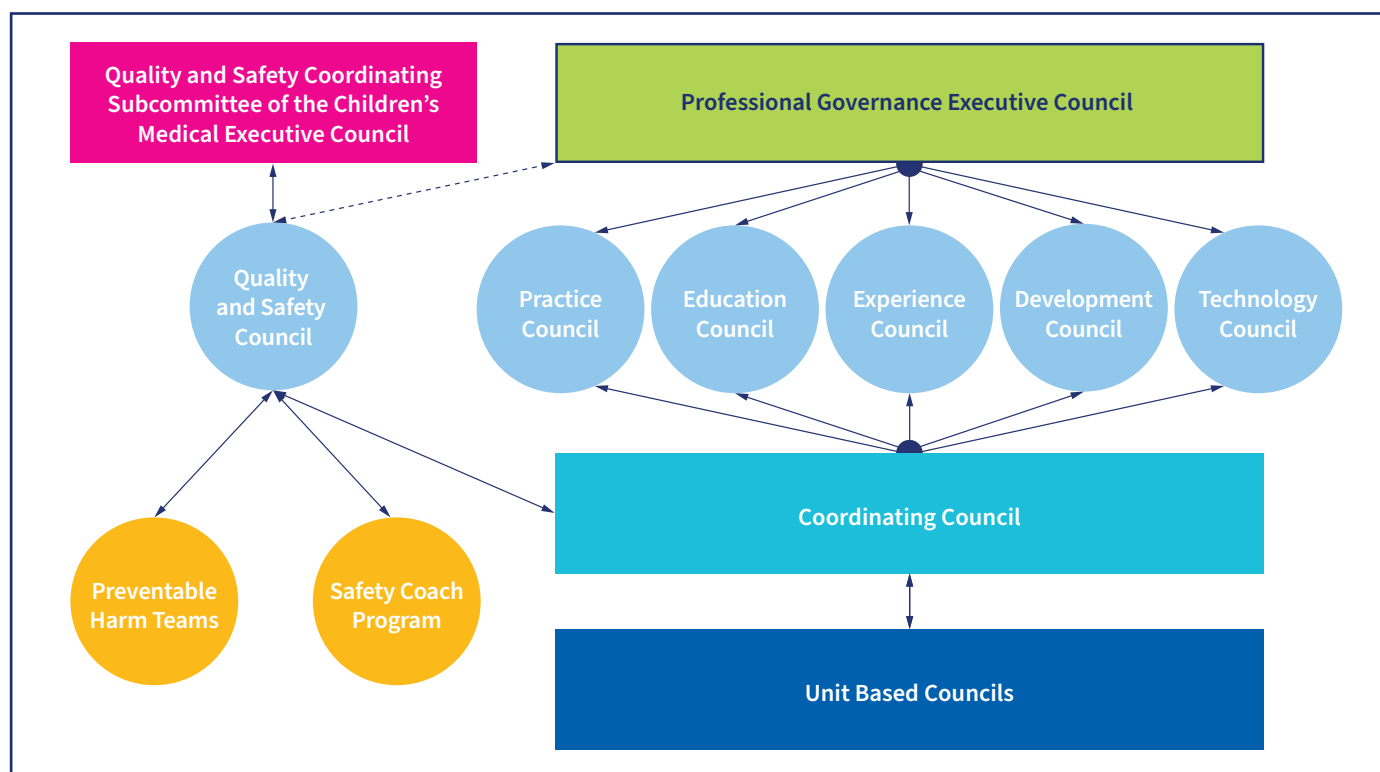 Quality and Safety Coordinating
Subcommittee of the Children’s
Medical Executive Council
Professional Governance Executive Council
Quality
and Safety
Council
Practice
Council
Education
Council
Experience
Council
Development
Council
Technology
Council
Coordinating Council
Preventable
Harm Teams
Safety Coach
Program
Unit Based Councils